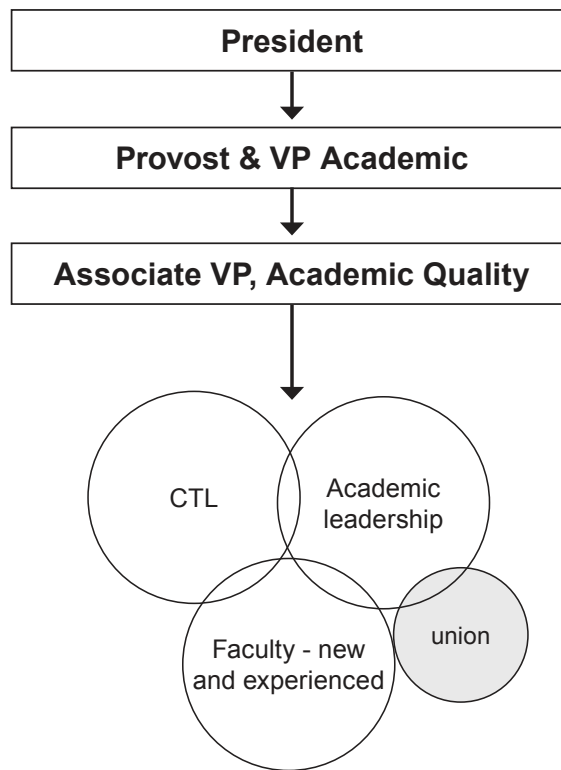 President
Provost & VP Academic
Associate VP, Academic Quality
CTL
Academic
leadership
union
Faculty - new
and experienced